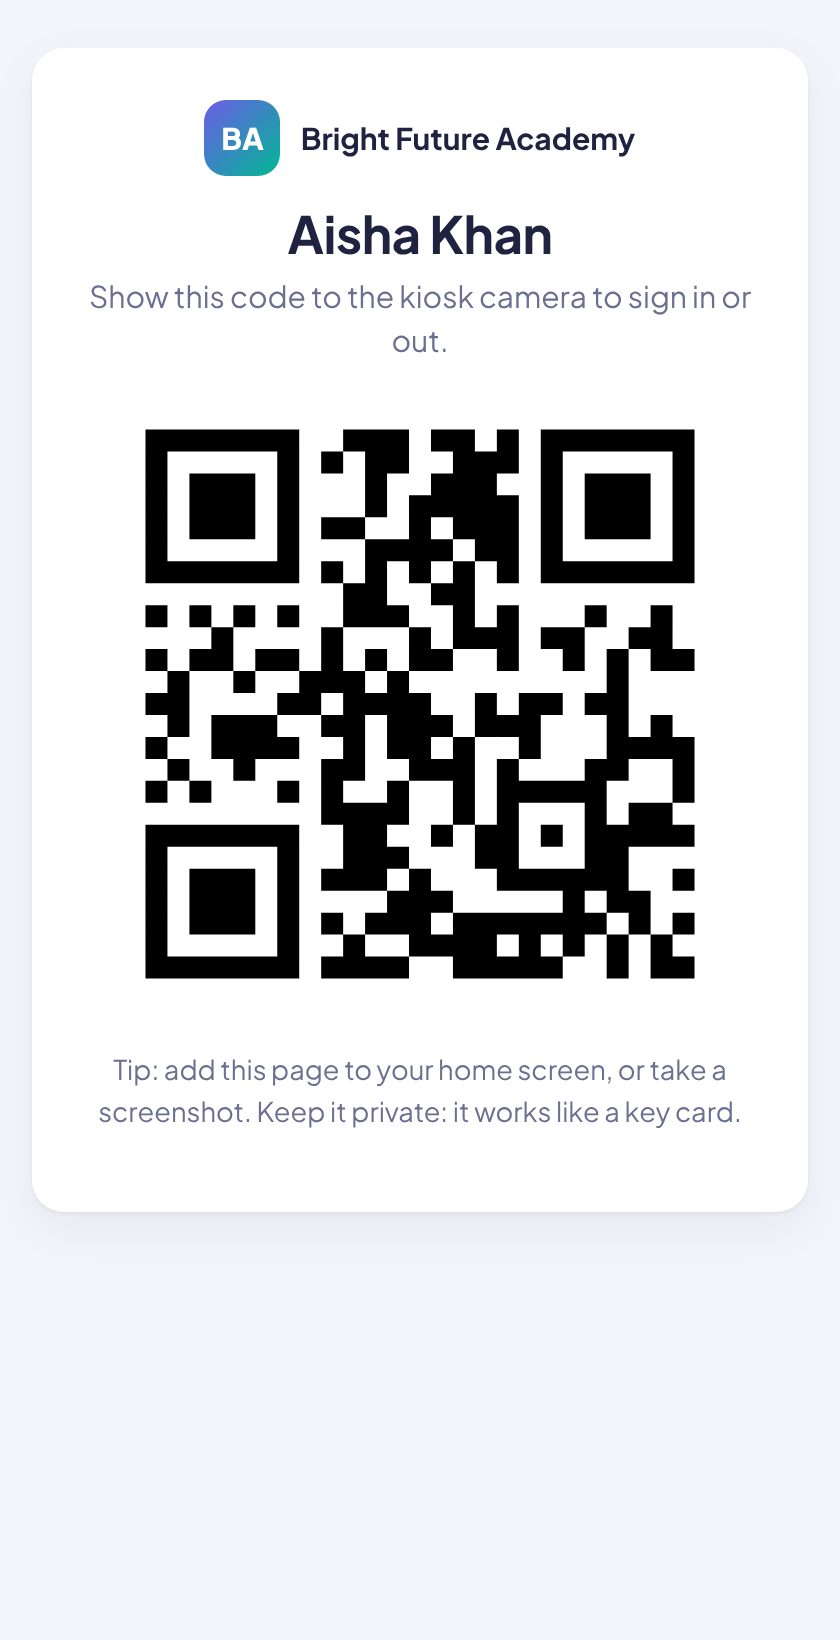 BA
Bright Future Academy
Aisha Khan
Show this code to the kiosk camera to sign in or
out.
Tip: add this page to your home screen, or take a
screenshot. Keep it private: it works like a key card.